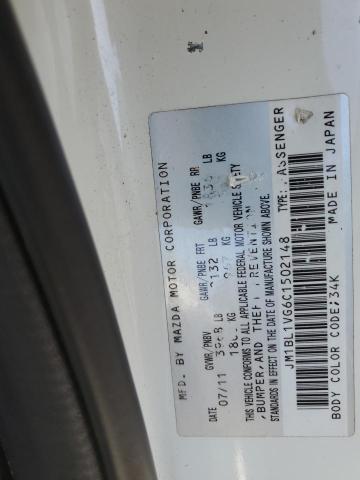 MFD. BY MAZDA MOTOR CORPORATION
DATE GVWR/PNBV GAWR/PNBE FRT GAWR/PNBE RR
07/11 LB LB LB
KG KG KG
THIS VEHICLE CONFORMS TO ALL APPLICABLE FEDERAL MOTOR VEHICLE SAFETY
, BUMPER, AND THEFT PREVENTION
STANDARDS IN EFFECT ON THE DATE OF MANUFACTURE SHOWN ABOVE.
JM1BL1VG6C1502148 TYPE: PASSENGER
BODY COLOR CODE:34K MADE IN JAPAN